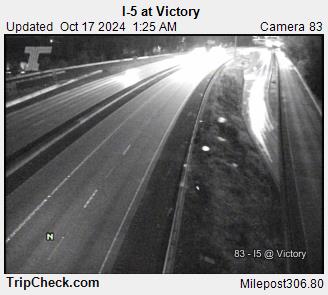 I-5 at Victory
Updated Oct 17 2024 1:25 AM Camera 83
T
N
83 - I5 @ Victory
TripCheck.com Milepost306.80